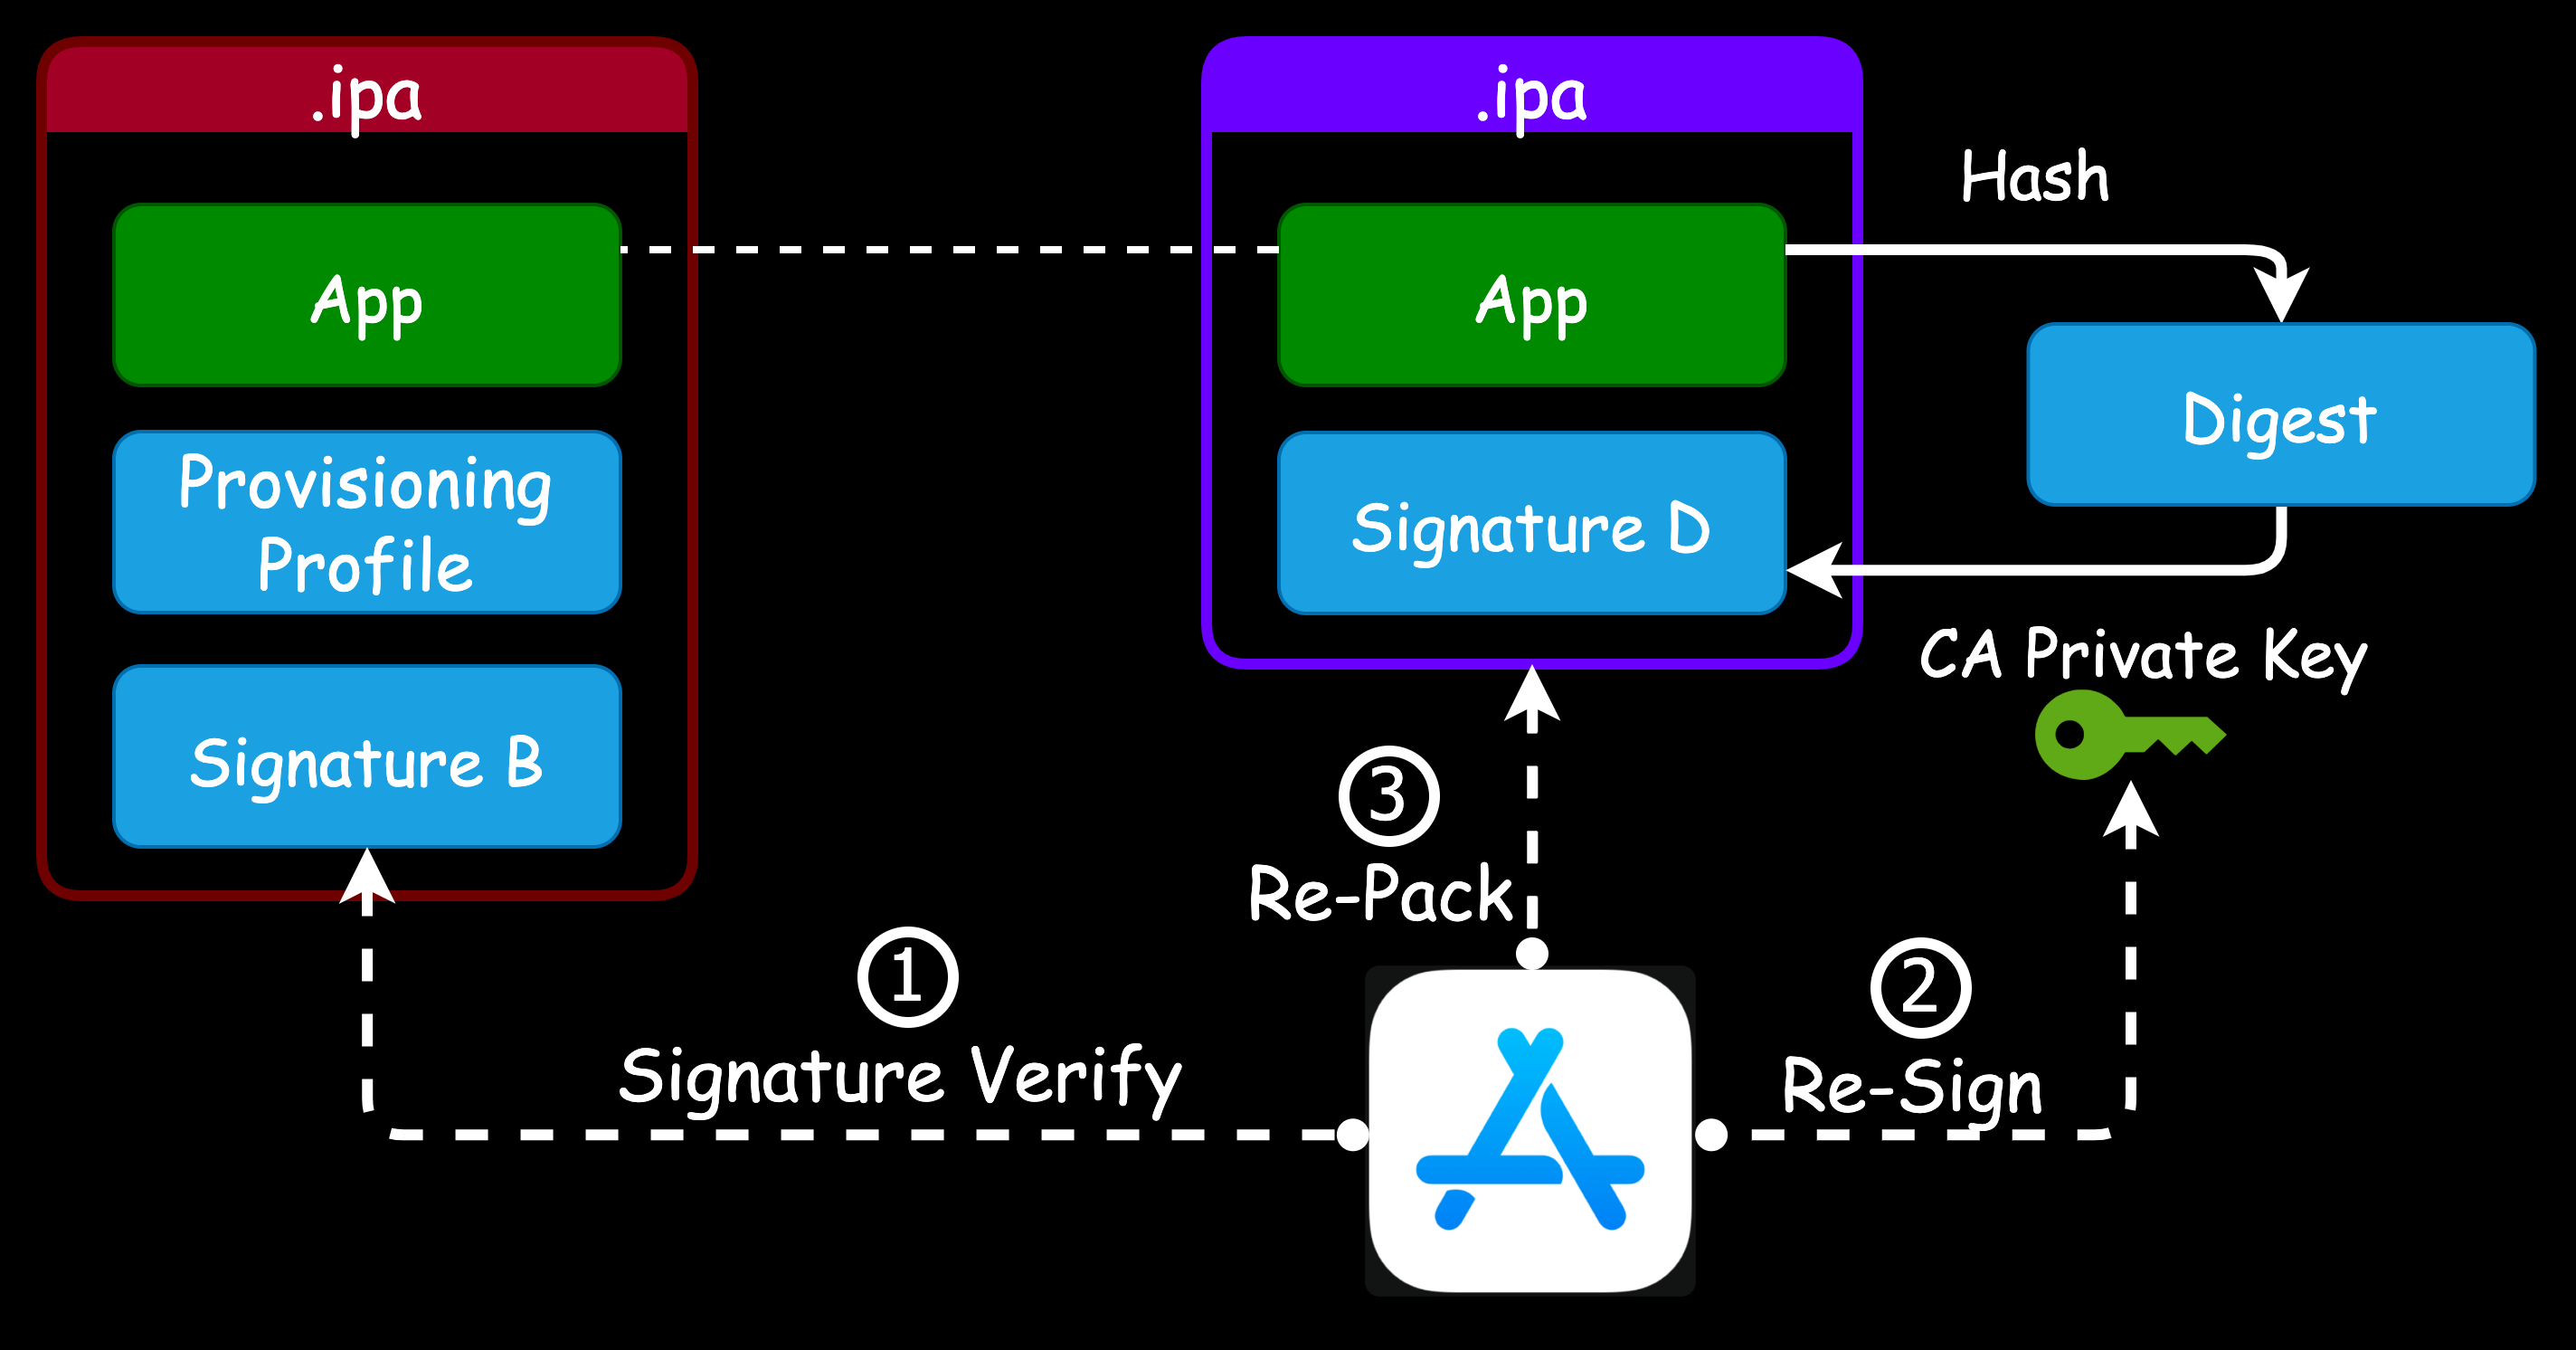 .ipa
App
Provisioning
Profile
Signature B
.ipa
App
Signature D
Hash
Digest
CA Private Key
3
Re-Pack
1
Signature Verify
2
Re-Sign